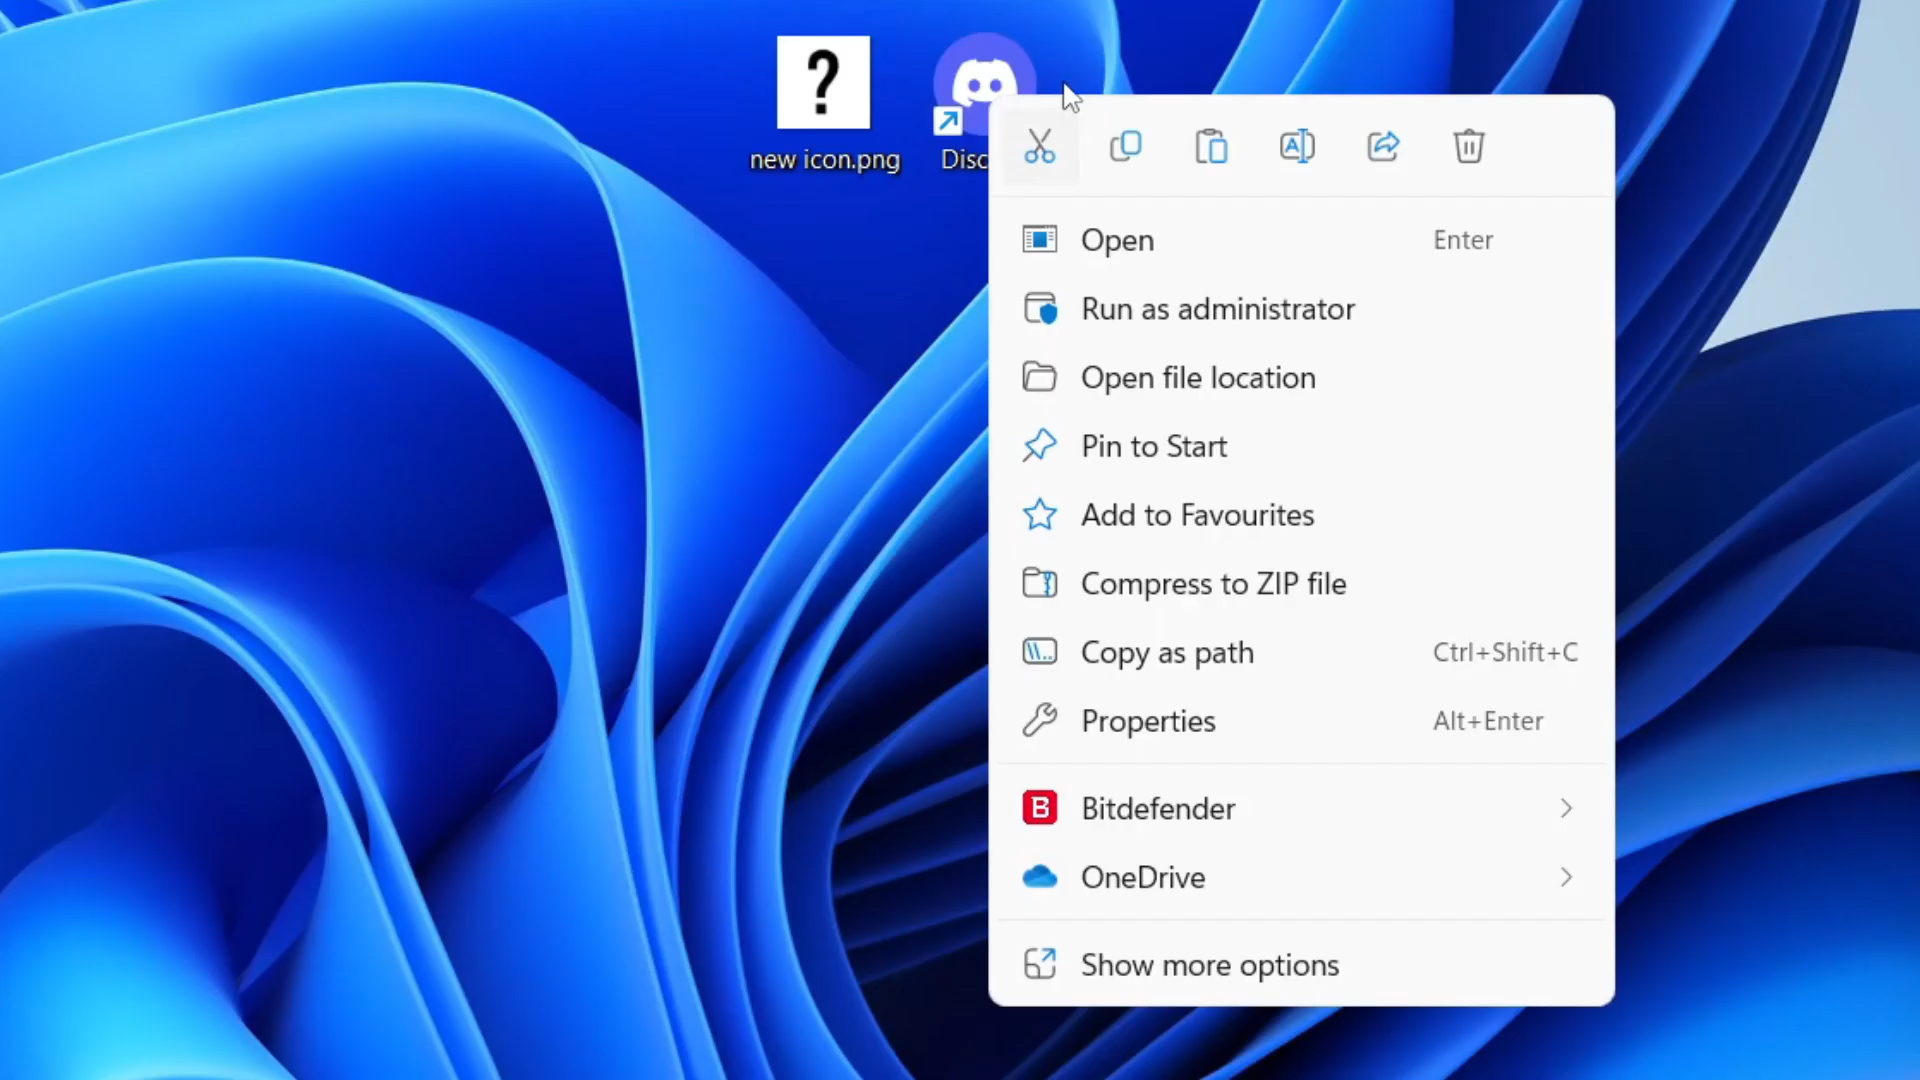 ?
new icon.png
Disc
Open Enter
Run as administrator
Open file location
Pin to Start
Add to Favourites
Compress to ZIP file
Copy as path Ctrl+Shift+C
Properties Alt+Enter
B Bitdefender
OneDrive
Show more options